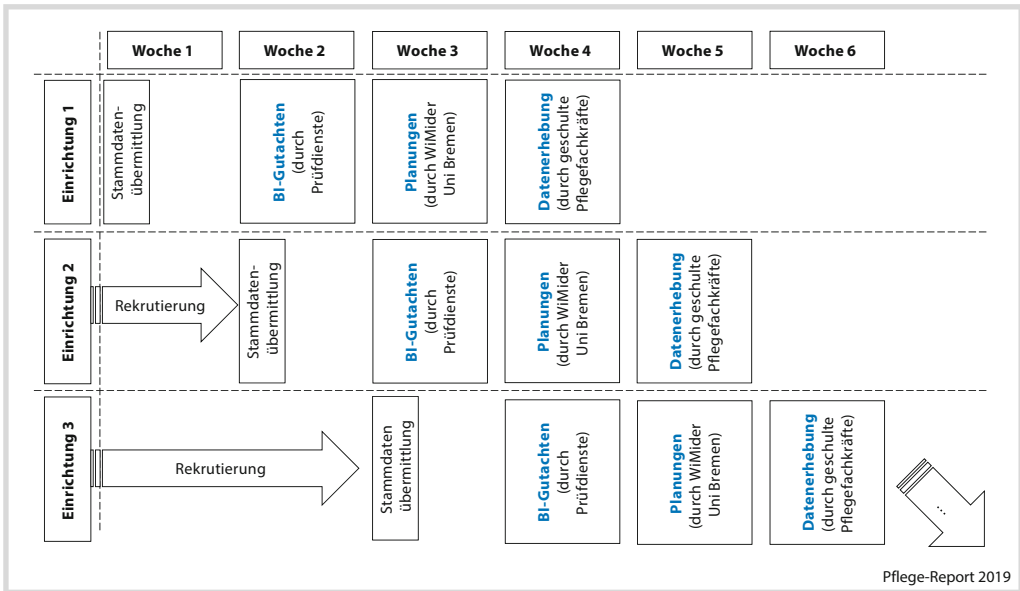 Woche 1
Woche 2
Woche 3
Woche 4
Woche 5
Woche 6
Einrichtung 1
Stammdaten-
übermittlung
BI-Gutachten
(durch
Prüfdienste)
Planungen
(durch WiMider
Uni Bremen)
Datenerhebung
(durch geschulte
Pflegefachkräfte)
Einrichtung 2
Rekrutierung
Stammdaten-
übermittlung
BI-Gutachten
(durch
Prüfdienste)
Planungen
(durch WiMider
Uni Bremen)
Datenerhebung
(durch geschulte
Pflegefachkräfte)
Einrichtung 3
Rekrutierung
Stammdaten
übermittlung
BI-Gutachten
(durch
Prüfdienste)
Planungen
(durch WiMider
Uni Bremen)
Datenerhebung
(durch geschulte
Pflegefachkräfte)
...
Pflege-Report 2019